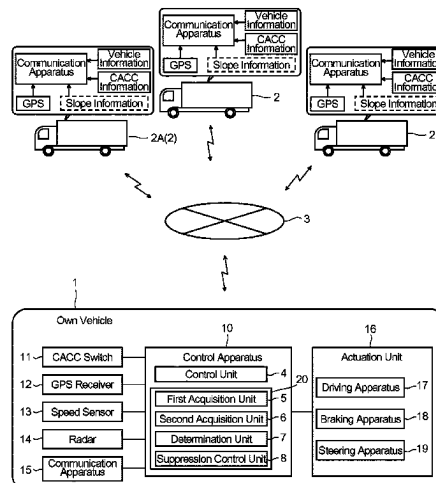 Communication
Apparatus
Vehicle
Information
CACC
Information
GPS
Slope Information
2
Communication
Apparatus
Vehicle
Information
CACC
Information
GPS
Slope Information
2A(2)
Communication
Apparatus
Vehicle
Information
CACC
Information
GPS
Slope Information
2
3
1
Own Vehicle
10
16
11
CACC Switch
12
GPS Receiver
13
Speed Sensor
14
Radar
15
Communication
Apparatus
Control Apparatus
20
Control Unit
4
First Acquisition Unit
5
Second Acquisition Unit
6
Determination Unit
7
Suppression Control Unit
8
Actuation Unit
Driving Apparatus
17
Braking Apparatus
18
Steering Apparatus
19